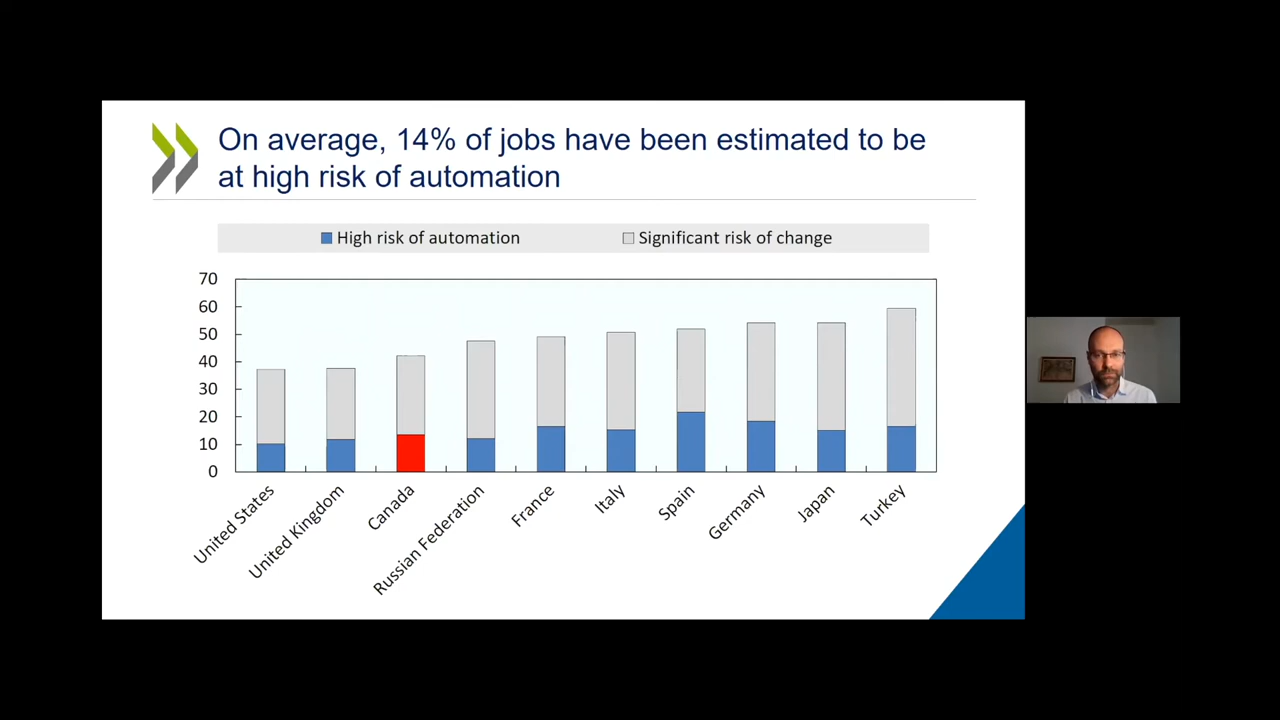 On average, 14% of jobs have been estimated to be
at high risk of automation
High risk of automation
Significant risk of change
70
60
50
40
30
20
10
0
United States
United Kingdom
Canada
Russian Federation
France
Italy
Spain
Germany
Japan
Turkey